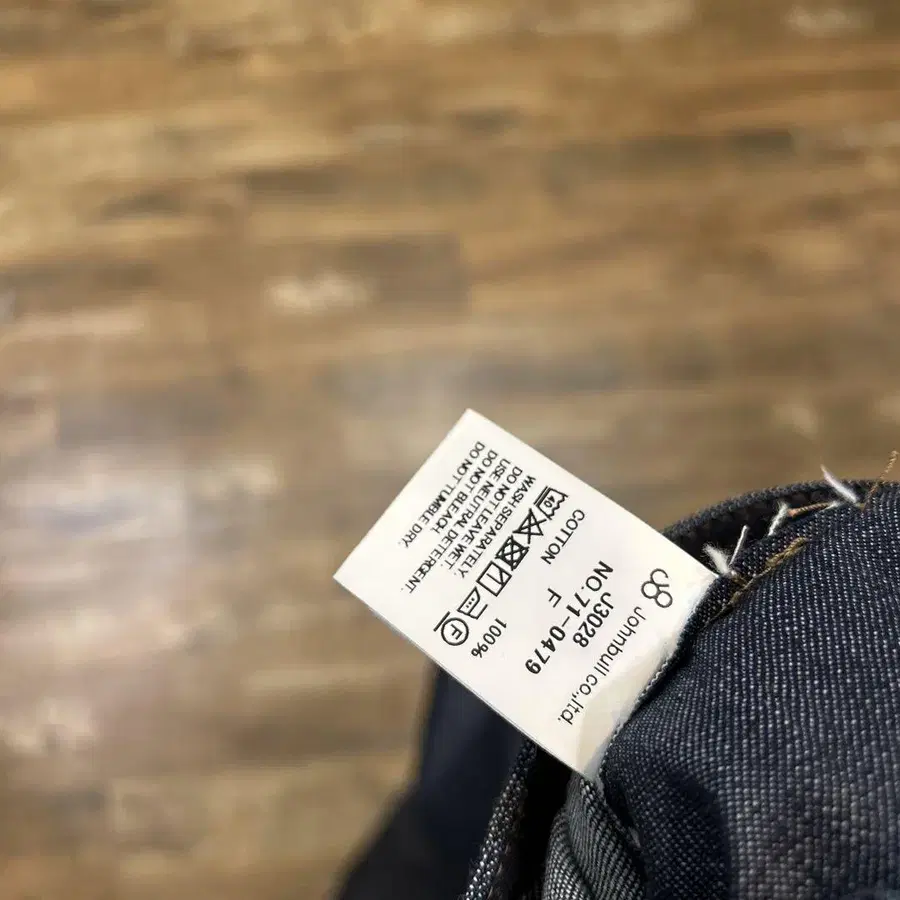 Johnbull co.,ltd.
NO.71-0479
J3028
F
COTTON 100%
40
F
WASH SEPARATELY.
DO NOT LEAVE WET.
USE NEUTRAL DETERGENT.
DO NOT BLEACH.
DO NOT TUMBLE DRY.